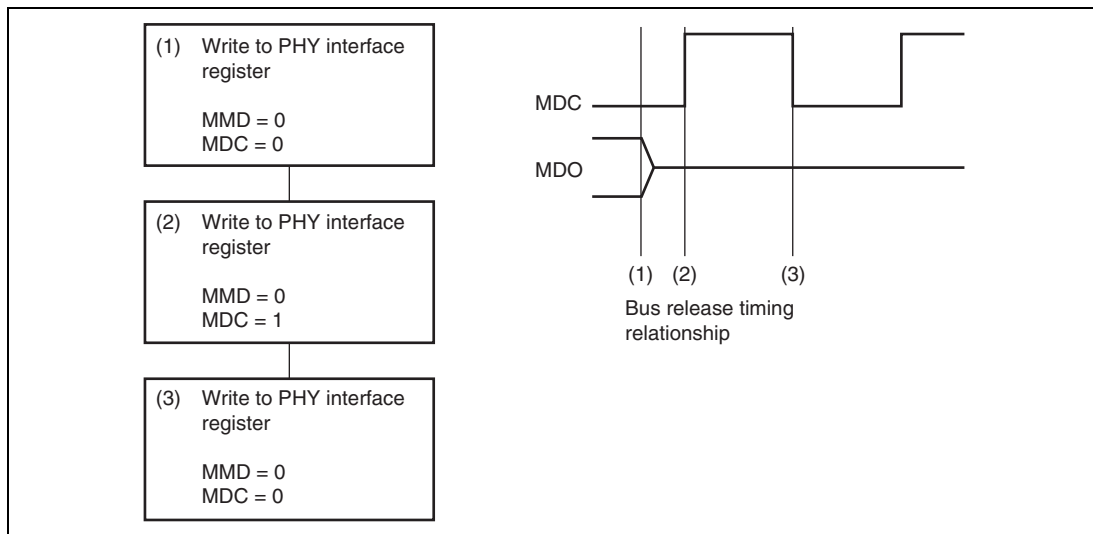 (1) Write to PHY interface
register
MMD = 0
MDC = 0
(2) Write to PHY interface
register
MMD = 0
MDC = 1
(3) Write to PHY interface
register
MMD = 0
MDC = 0
MDC
MDO
(1) (2) (3)
Bus release timing
relationship